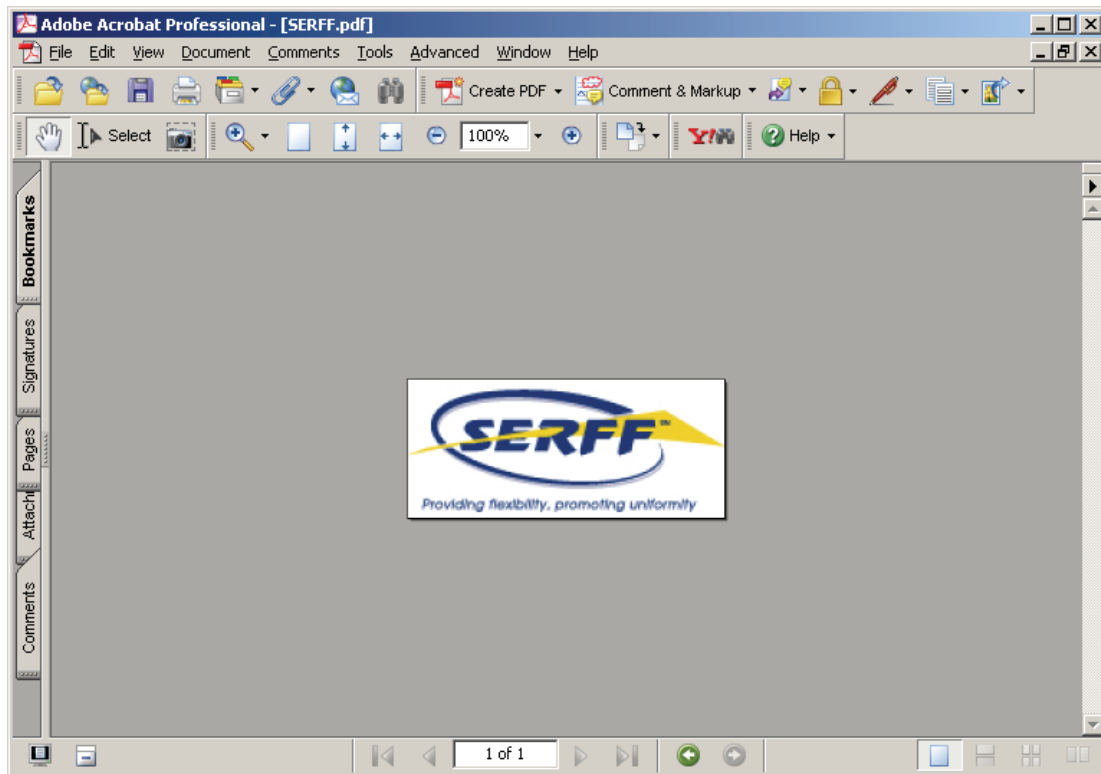 Adobe Acrobat Professional - [SERFF.pdf]
File Edit View Document Comments Tools Advanced Window Help
Create PDF Comment & Markup
Select 100% Y! Help
Bookmarks
Signatures
Pages
Attach
Comments
SERFF™
Providing flexibility, promoting uniformity
1 of 1